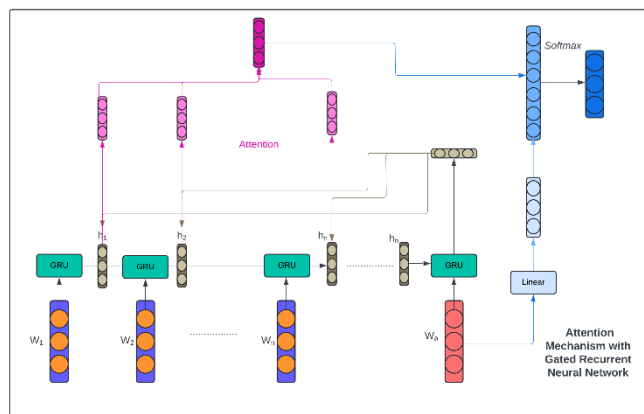 Softmax
Attention
h1
h2
hn
hn
GRU
GRU
GRU
GRU
Linear
W1
W2
Wn
Wa
Attention
Mechanism with
Gated Recurrent
Neural Network